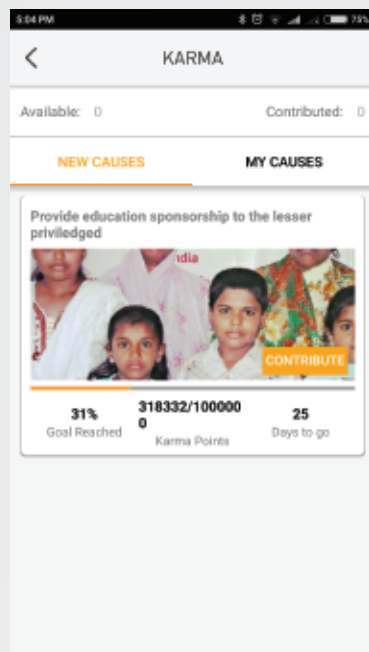 5:04 PM 75%
KARMA
Available: 0 Contributed: 0
NEW CAUSES MY CAUSES
Provide education sponsorship to the lesser
priviledged
ndia
CONTRIBUTE
31% 318332/100000
0 25
Goal Reached Karma Points Days to go